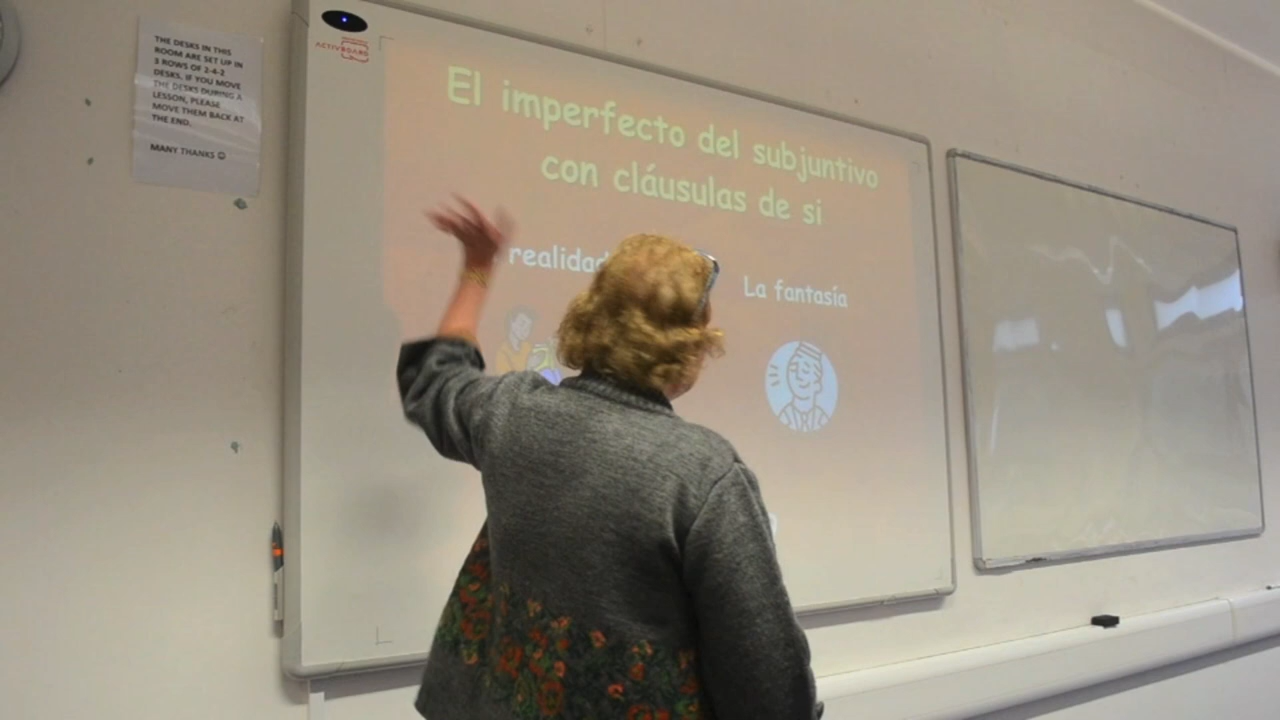 THE DESKS IN THIS
ROOM ARE SET UP IN
3 ROWS OF 2-4-2
DESKS. IF YOU MOVE
THE DESKS DURING A
LESSON, PLEASE
MOVE THEM BACK AT
THE END.
MANY THANKS ☺
ACTIVBOARD
El imperfecto del subjuntivo
con cláusulas de si
realidad
La fantasía